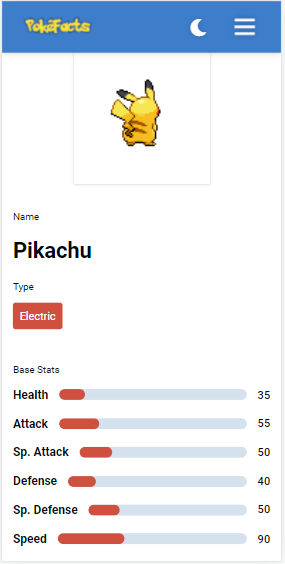 PokéFacts
Name
Pikachu
Type
Electric
Base Stats
Health 35
Attack 55
Sp. Attack 50
Defense 40
Sp. Defense 50
Speed 90